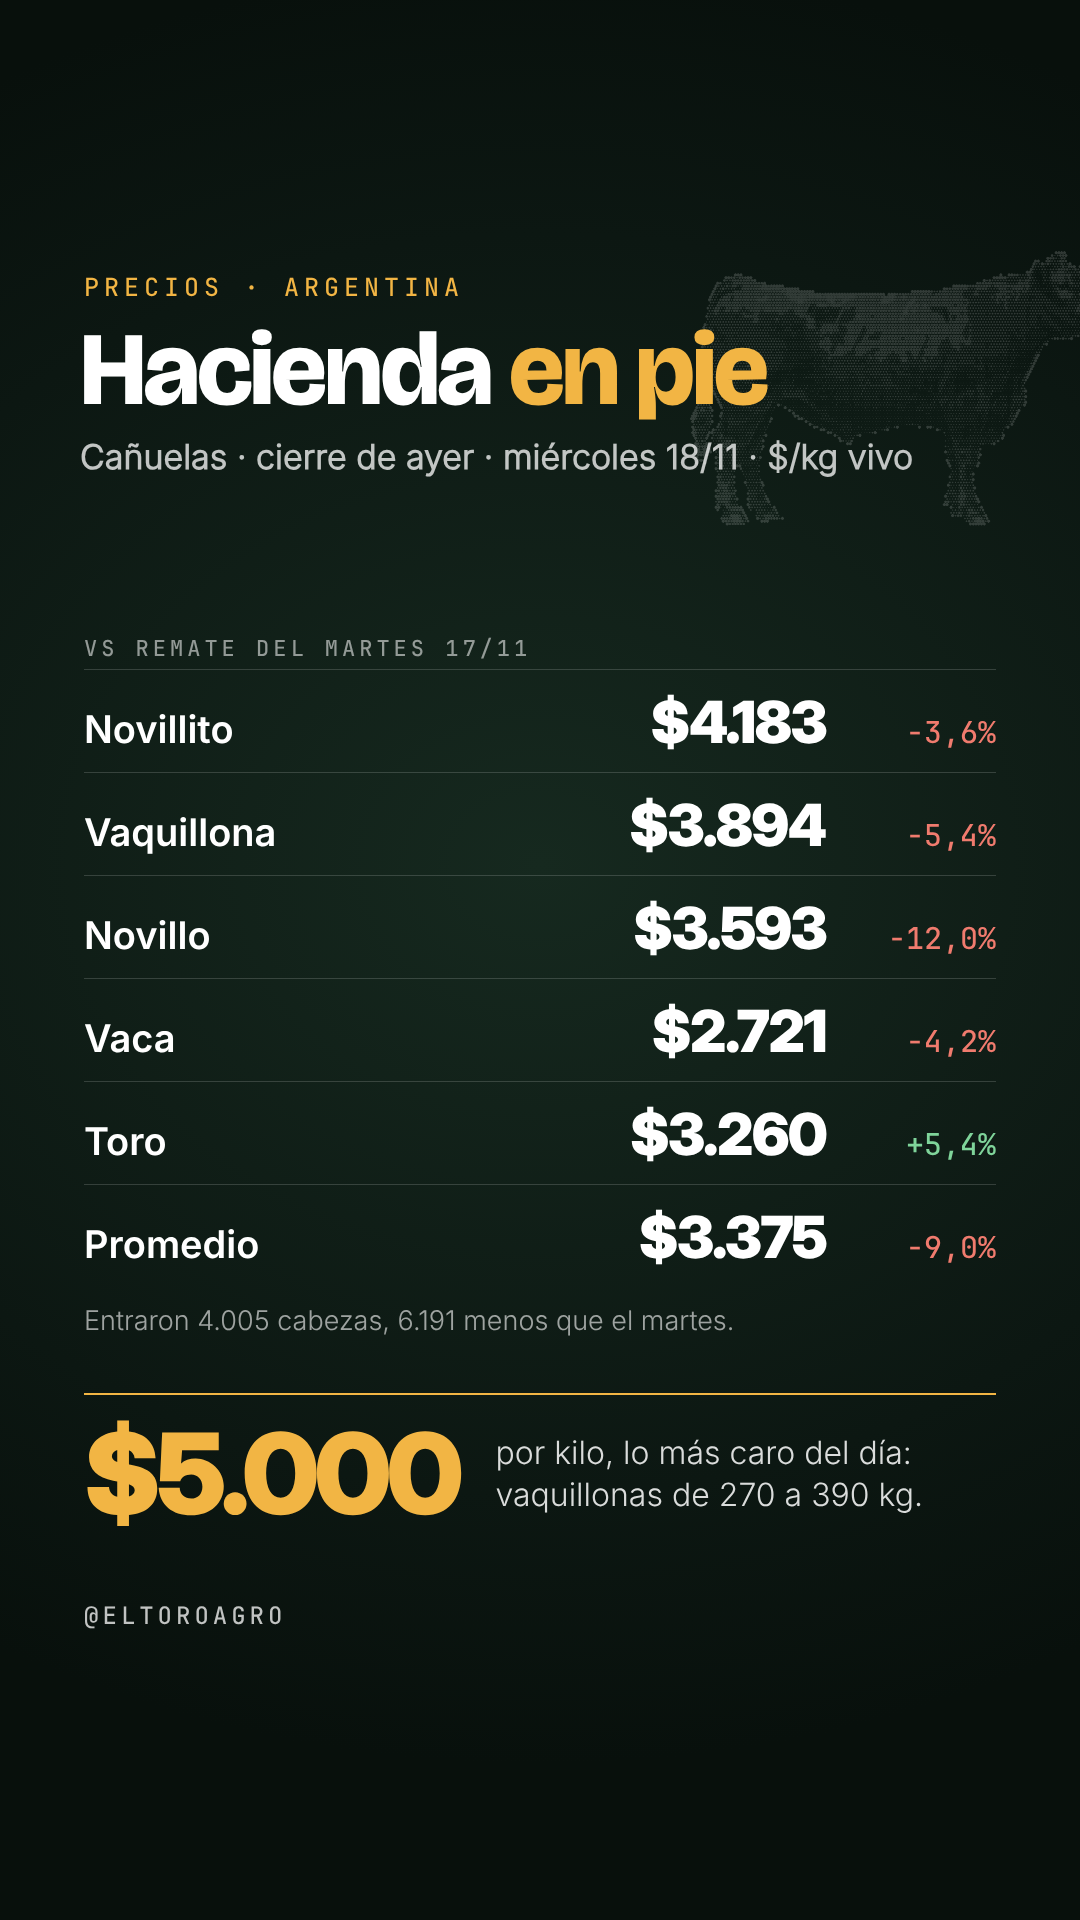 PRECIOS · ARGENTINA
Hacienda en pie
Cañuelas · cierre de ayer · miércoles 18/11 · $/kg vivo
VS REMATE DEL MARTES 17/11
Novillito $4.183 -3,6%
Vaquillona $3.894 -5,4%
Novillo $3.593 -12,0%
Vaca $2.721 -4,2%
Toro $3.260 +5,4%
Promedio $3.375 -9,0%
Entraron 4.005 cabezas, 6.191 menos que el martes.
$5.000 por kilo, lo más caro del día:
vaquillonas de 270 a 390 kg.
@ELTOROAGRO